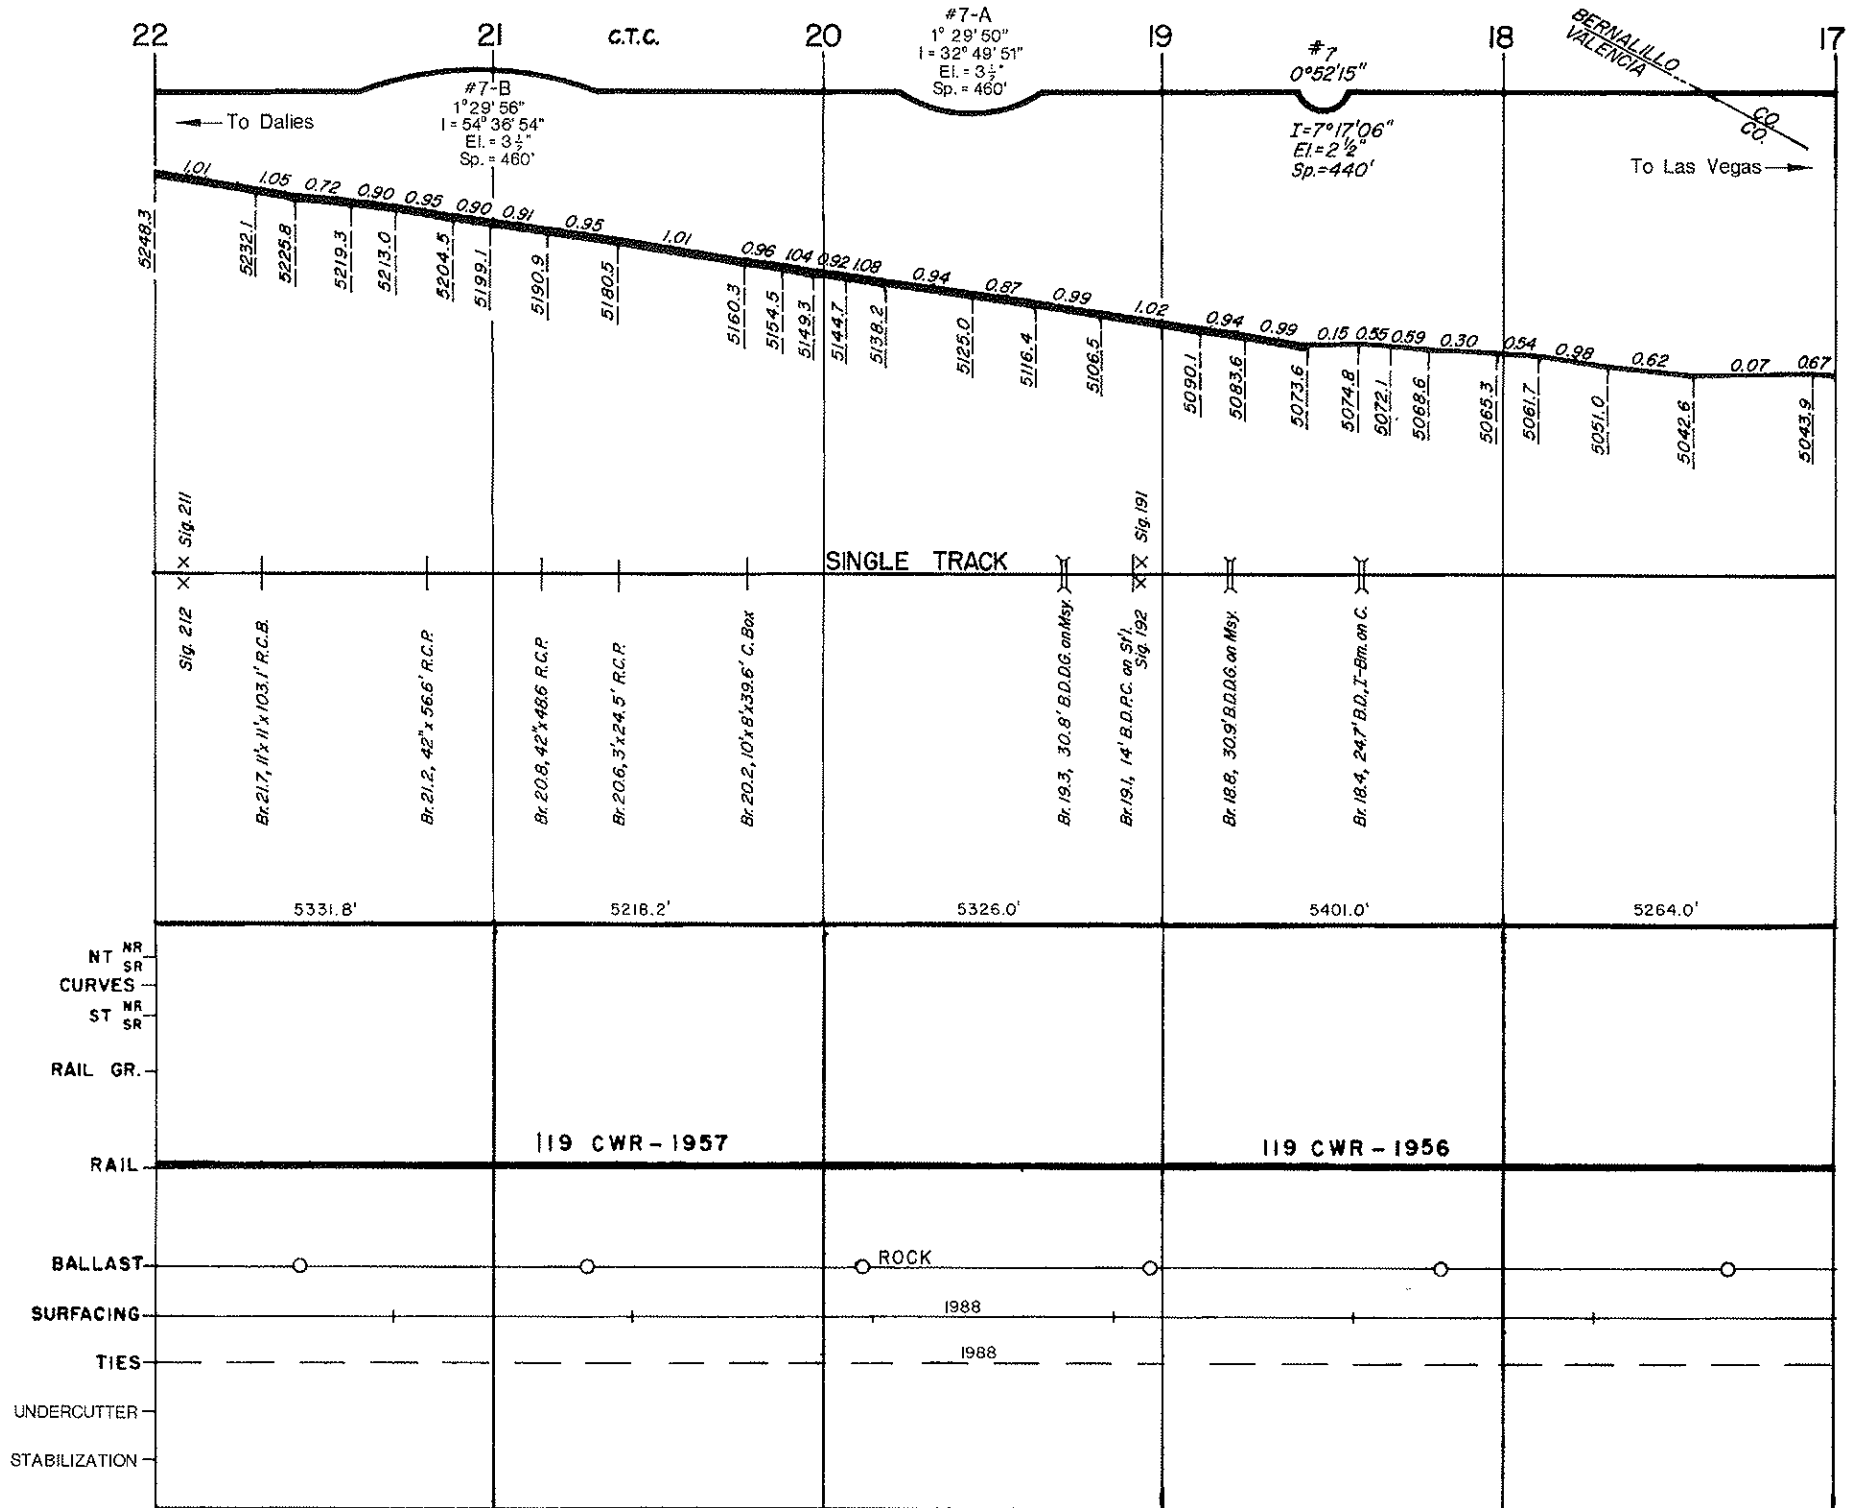 22
21
C.T.C.
20
#7-A
1° 29' 50"
I = 32° 49' 51"
El. = 3 1/2"
Sp. = 460'
19
#7
0°52'15"
18
BERNALILLO
VALENCIA
17
#7-B
1° 29' 56"
I = 54° 36' 54"
El. = 3 1/2"
Sp. = 460'
I=7°17'06"
El.=2 1/2"
Sp.=440'
CO.
CO.
To Dalies
To Las Vegas
1.01 1.05 0.72 0.90 0.95 0.90 0.91 0.95 1.01 0.96 1.04 0.92 1.08 0.94 0.87 0.99 1.02 0.94 0.99 0.15 0.55 0.59 0.30 0.54 0.98 0.62 0.07 0.67
5248.3
5232.1
5225.8
5219.3
5213.0
5204.5
5199.1
5190.9
5180.5
5160.3
5154.5
5149.3
5144.7
5138.2
5125.0
5116.4
5106.5
5090.1
5083.6
5073.6
5074.8
5072.1
5068.6
5065.3
5061.7
5051.0
5042.6
5043.9
Sig. 211
Sig. 191
SINGLE TRACK
Sig. 212
Br. 21.7, 11'x 11'x 103.1' R.C.B.
Br. 21.2, 42"x 56.6' R.C.P.
Br. 20.8, 42"x48.6 R.C.P.
Br. 20.6, 3'x24.5' R.C.P.
Br. 20.2, 10'x8'x39.6' C. Box
Br. 19.3, 30.8' B.D.D.G. on Msy.
Br. 19.1, 14' B.D.P.C. on St'l.
Sig. 192
Br. 18.8, 30.9' B.D.D.G. on Msy.
Br. 18.4, 24.7' B.D., I-Bm. on C.
5331.8' 5218.2' 5326.0' 5401.0' 5264.0'
NT NR
SR
CURVES
ST NR
SR
RAIL GR.
119 CWR-1957 119 CWR-1956
RAIL
BALLAST ROCK
SURFACING 1988
TIES 1988
UNDERCUTTER
STABILIZATION